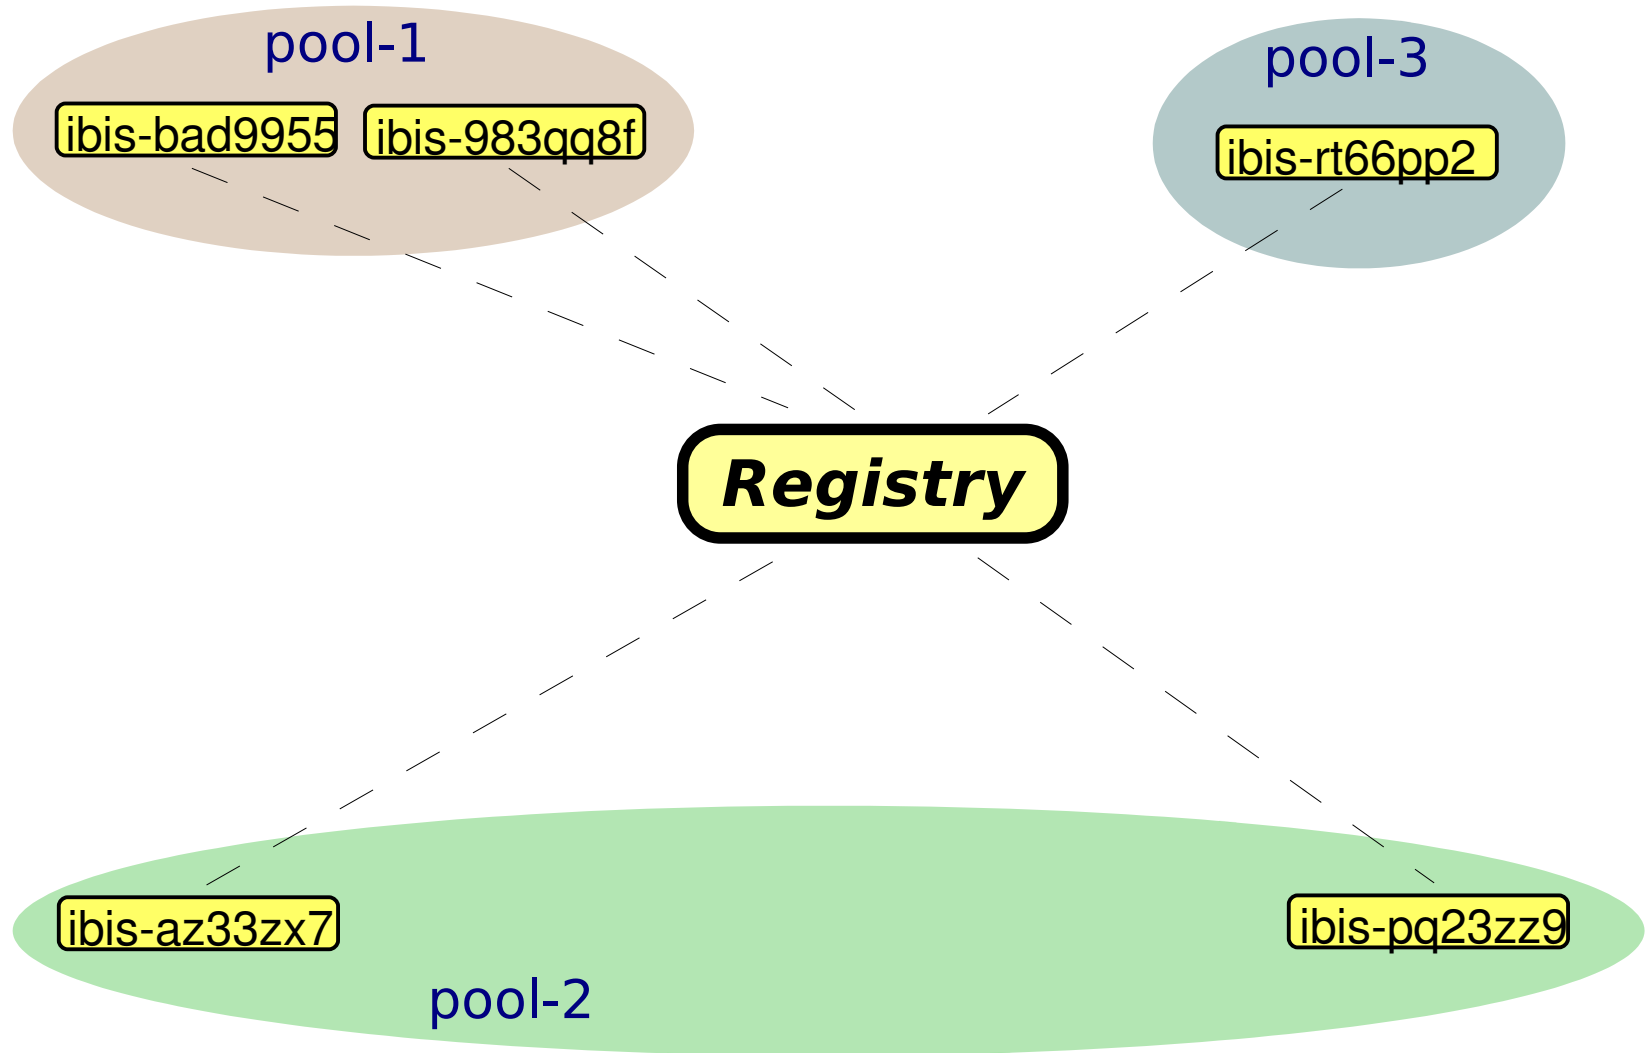 pool-1
ibis-bad9955
ibis-983qq8f
pool-3
ibis-rt66pp2
Registry
ibis-az33zx7
ibis-pq23zz9
pool-2